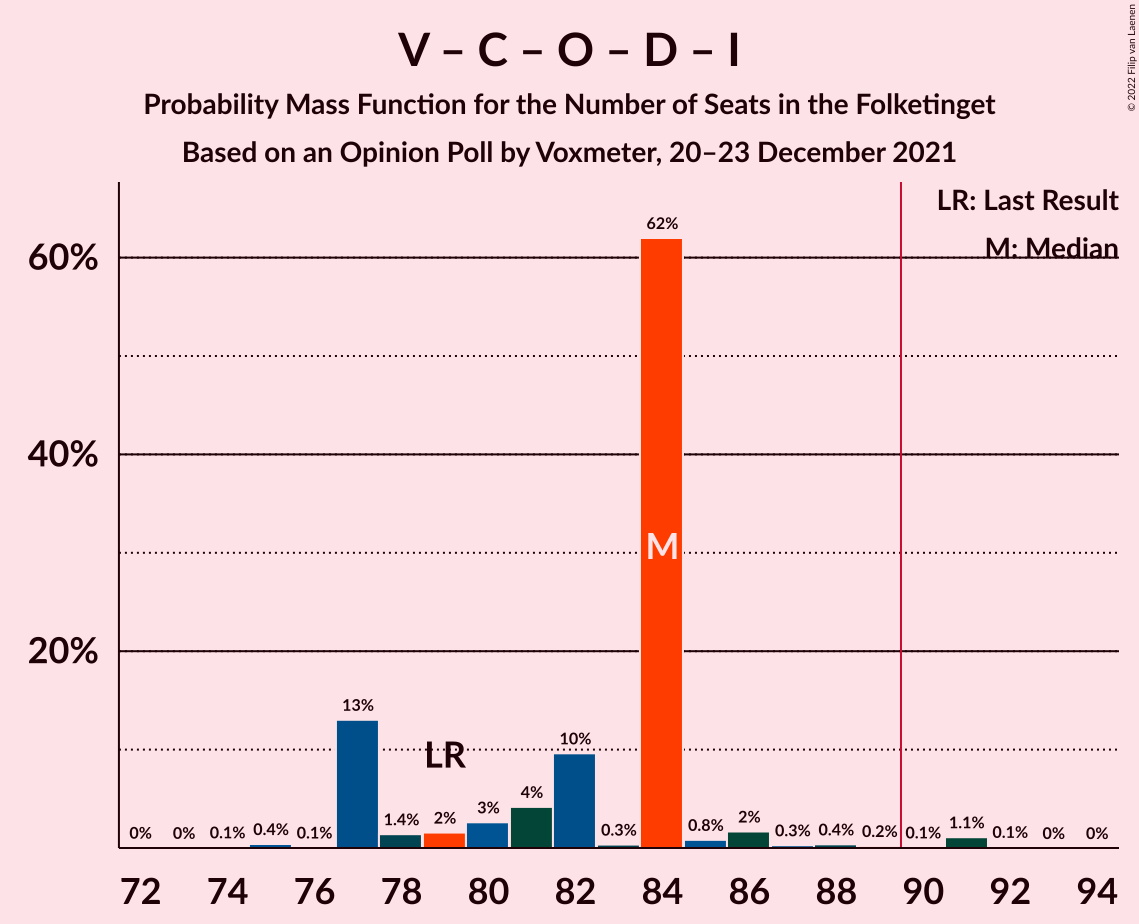 V – C – O – D – I
Probability Mass Function for the Number of Seats in the Folketinget
Based on an Opinion Poll by Voxmeter, 20–23 December 2021
© 2022 Filip van Laenen
LR: Last Result
M: Median
60%
40%
20%
62%
M
13%
LR
10%
4%
3%
0% 0% 0.1% 0.4% 0.1% 1.4% 2% 0.3% 0.8% 2% 0.3% 0.4% 0.2% 0.1% 1.1% 0.1% 0% 0%
72 74 76 78 80 82 84 86 88 90 92 94